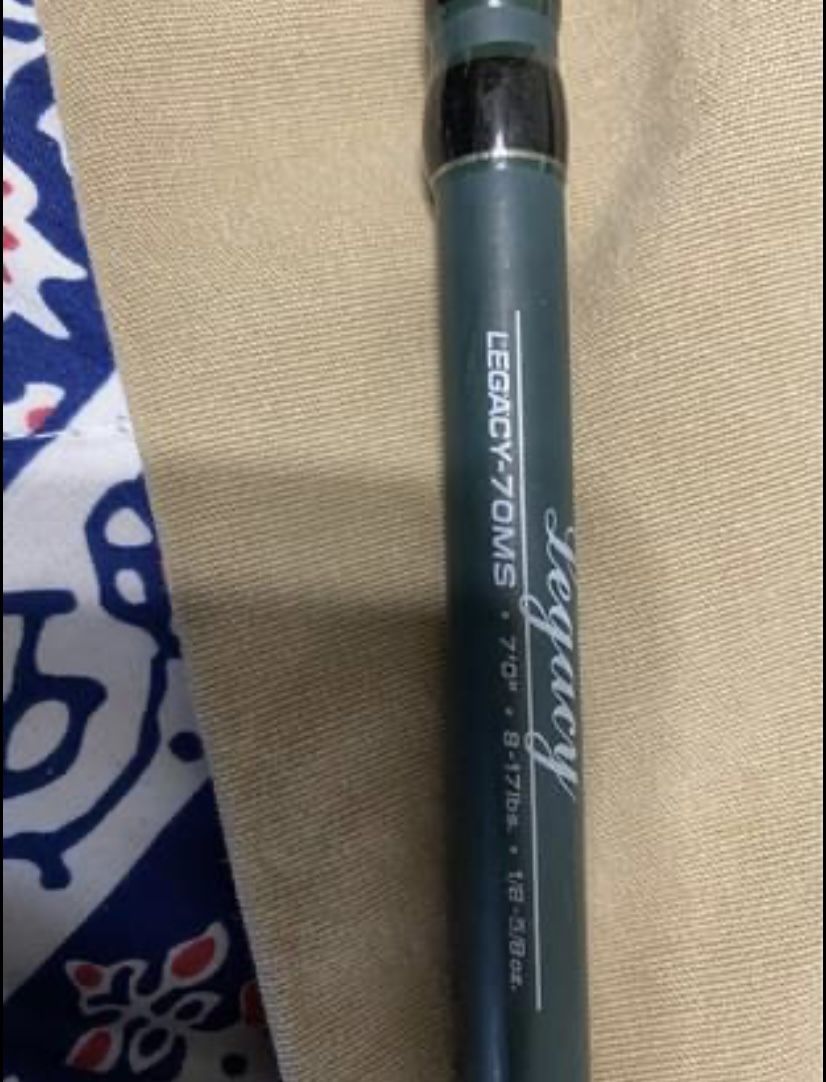 Legacy
LEGACY-70MS • 7'0" • 8-17lbs. • 1/8-5/8oz.